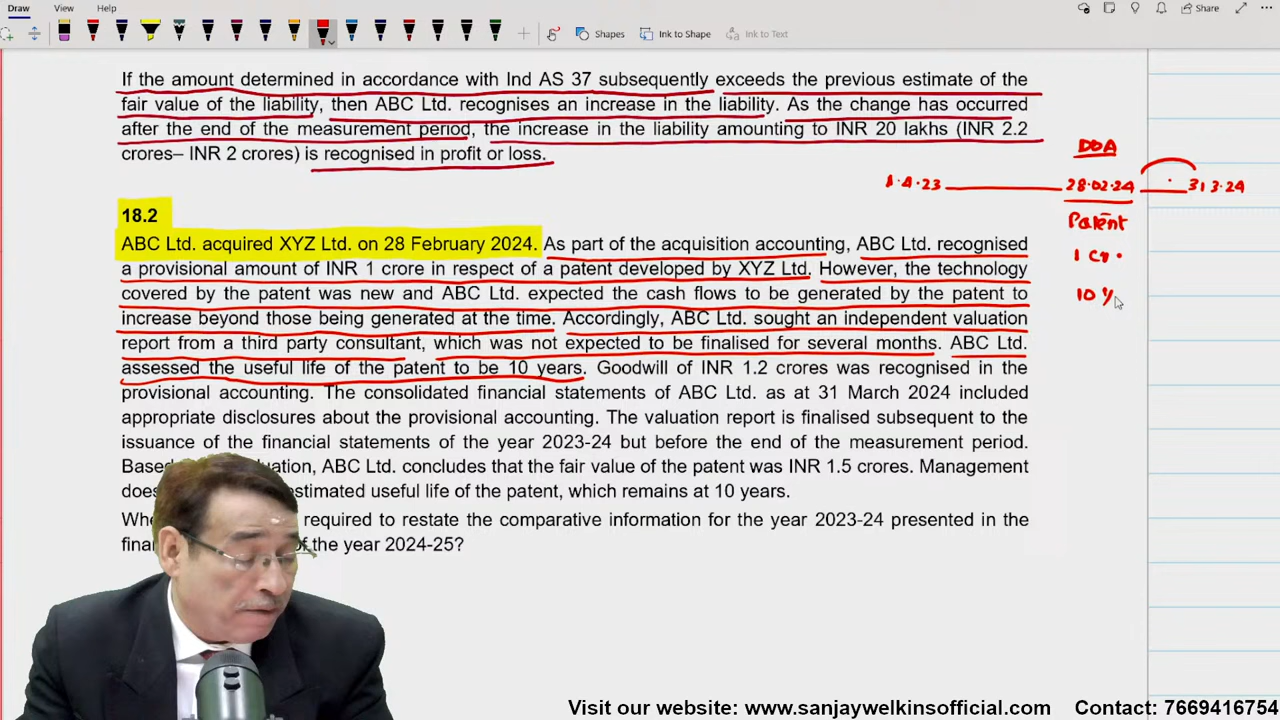 Draw View Help Share
Shapes Ink to Shape Ink to Text
If the amount determined in accordance with Ind AS 37 subsequently exceeds the previous estimate of the
fair value of the liability, then ABC Ltd. recognises an increase in the liability. As the change has occurred
after the end of the measurement period, the increase in the liability amounting to INR 20 lakhs (INR 2.2
crores– INR 2 crores) is recognised in profit or loss.
DOA
1.4.23 28.02.24 31.3.24
Patent
1 Cr.
10 Y
18.2
ABC Ltd. acquired XYZ Ltd. on 28 February 2024. As part of the acquisition accounting, ABC Ltd. recognised
a provisional amount of INR 1 crore in respect of a patent developed by XYZ Ltd. However, the technology
covered by the patent was new and ABC Ltd. expected the cash flows to be generated by the patent to
increase beyond those being generated at the time. Accordingly, ABC Ltd. sought an independent valuation
report from a third party consultant, which was not expected to be finalised for several months. ABC Ltd.
assessed the useful life of the patent to be 10 years. Goodwill of INR 1.2 crores was recognised in the
provisional accounting. The consolidated financial statements of ABC Ltd. as at 31 March 2024 included
appropriate disclosures about the provisional accounting. The valuation report is finalised subsequent to the
issuance of the financial statements of the year 2023-24 but before the end of the measurement period.
Based ABC Ltd. concludes that the fair value of the patent was INR 1.5 crores. Management
estimated useful life of the patent, which remains at 10 years.
required to restate the comparative information for the year 2023-24 presented in the
of the year 2024-25?
Visit our website: www.sanjaywelkinsofficial.com Contact: 7669416754